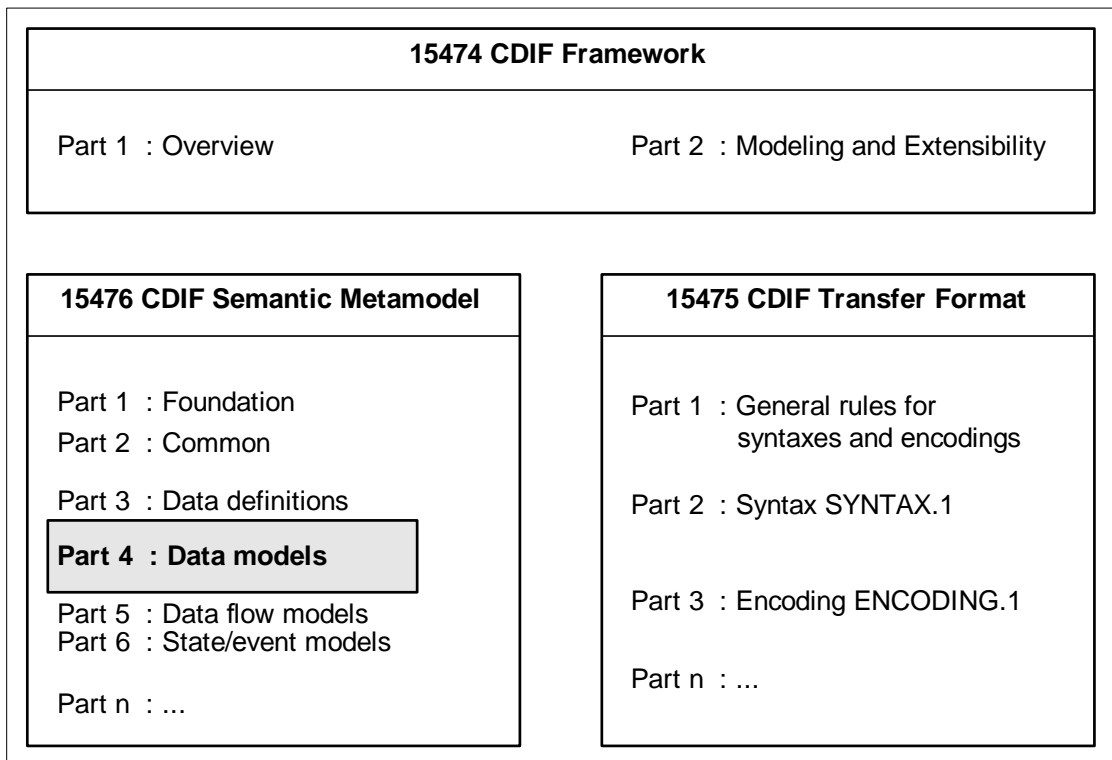 15474 CDIF Framework
Part 1 : Overview
Part 2 : Modeling and Extensibility
15476 CDIF Semantic Metamodel
Part 1 : Foundation
Part 2 : Common
Part 3 : Data definitions
Part 4 : Data models
Part 5 : Data flow models
Part 6 : State/event models
Part n : ...
15475 CDIF Transfer Format
Part 1 : General rules for
syntaxes and encodings
Part 2 : Syntax SYNTAX.1
Part 3 : Encoding ENCODING.1
Part n : ...